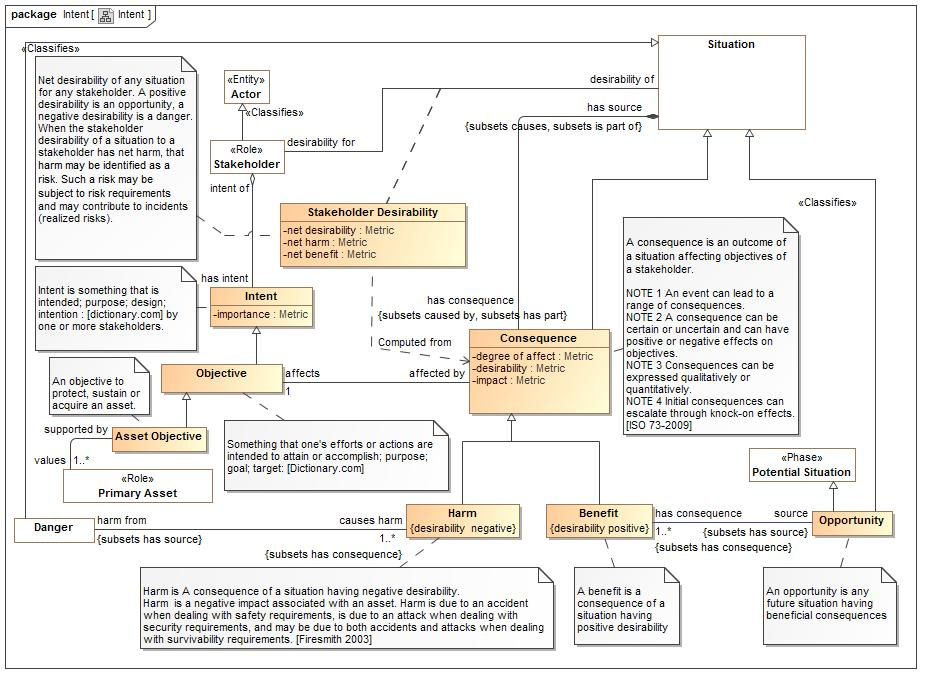 package Intent [ Intent ]
«Classifies»
Situation
Net desirability of any situation
for any stakeholder. A positive
desirability is an opportunity, a
negative desirability is a danger.
When the stakeholder
desirability of a situation to a
stakeholder has net harm, that
harm may be identified as a
risk. Such a risk may be
subject to risk requirements
and may contribute to incidents
(realized risks).
«Entity»
Actor
«Classifies»
desirability of
has source
{subsets causes, subsets is part of}
«Role»
Stakeholder
desirability for
intent of
«Classifies»
Stakeholder Desirability
-net desirability : Metric
-net harm : Metric
-net benefit : Metric
A consequence is an outcome of
a situation affecting objectives of
a stakeholder.
NOTE 1 An event can lead to a
range of consequences.
NOTE 2 A consequence can be
certain or uncertain and can have
positive or negative effects on
objectives.
NOTE 3 Consequences can be
expressed qualitatively or
quantitatively.
NOTE 4 Initial consequences can
escalate through knock-on effects.
[ISO 73-2009]
has intent
Intent is something that is
intended; purpose; design;
intention : [dictionary.com] by
one or more stakeholders.
Intent
-importance : Metric
has consequence
{subsets caused by, subsets has part}
Computed from
Consequence
-degree of affect : Metric
-desirability : Metric
-impact : Metric
Objective
affects
1
affected by
An objective to
protect, sustain or
acquire an asset.
supported by
Asset Objective
values
1..*
«Role»
Primary Asset
Something that one's efforts or actions are
intended to attain or accomplish; purpose;
goal; target: [Dictionary.com]
«Phase»
Potential Situation
Danger
harm from
{subsets has source}
causes harm
1..*
{subsets has consequence}
Harm
{desirability negative}
Benefit
{desirability positive}
has consequence
1..*
{subsets has consequence}
source
{subsets has source}
Opportunity
Harm is A consequence of a situation having negative desirability.
Harm is a negative impact associated with an asset. Harm is due to an accident
when dealing with safety requirements, is due to an attack when dealing with
security requirements, and may be due to both accidents and attacks when dealing
with survivability requirements. [Firesmith 2003]
A benefit is a
consequence of a
situation having
positive desirability
An opportunity is any
future situation having
beneficial consequences